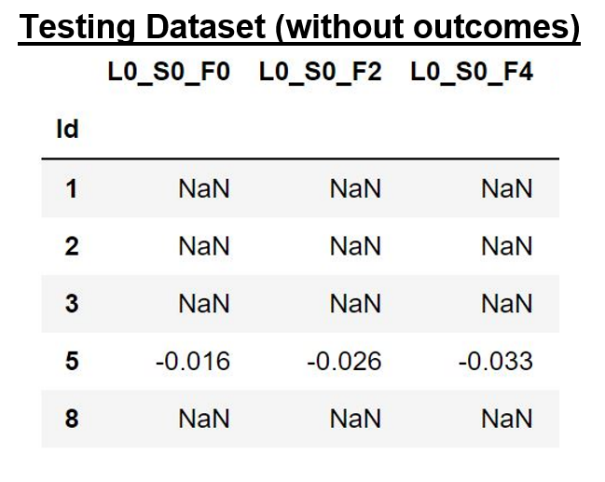 Testing Dataset (without outcomes)
L0_S0_F0 L0_S0_F2 L0_S0_F4
Id
1 NaN NaN NaN
2 NaN NaN NaN
3 NaN NaN NaN
5 -0.016 -0.026 -0.033
8 NaN NaN NaN